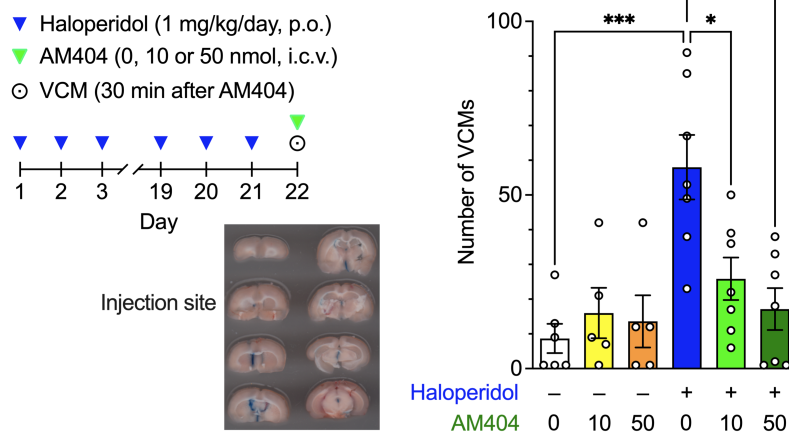 Haloperidol (1 mg/kg/day, p.o.)
AM404 (0, 10 or 50 nmol, i.c.v.)
VCM (30 min after AM404)
1 2 3 19 20 21 22
Day
Injection site
*** *
100
50
0
Number of VCMs
Haloperidol – – – + + +
AM404 0 10 50 0 10 50